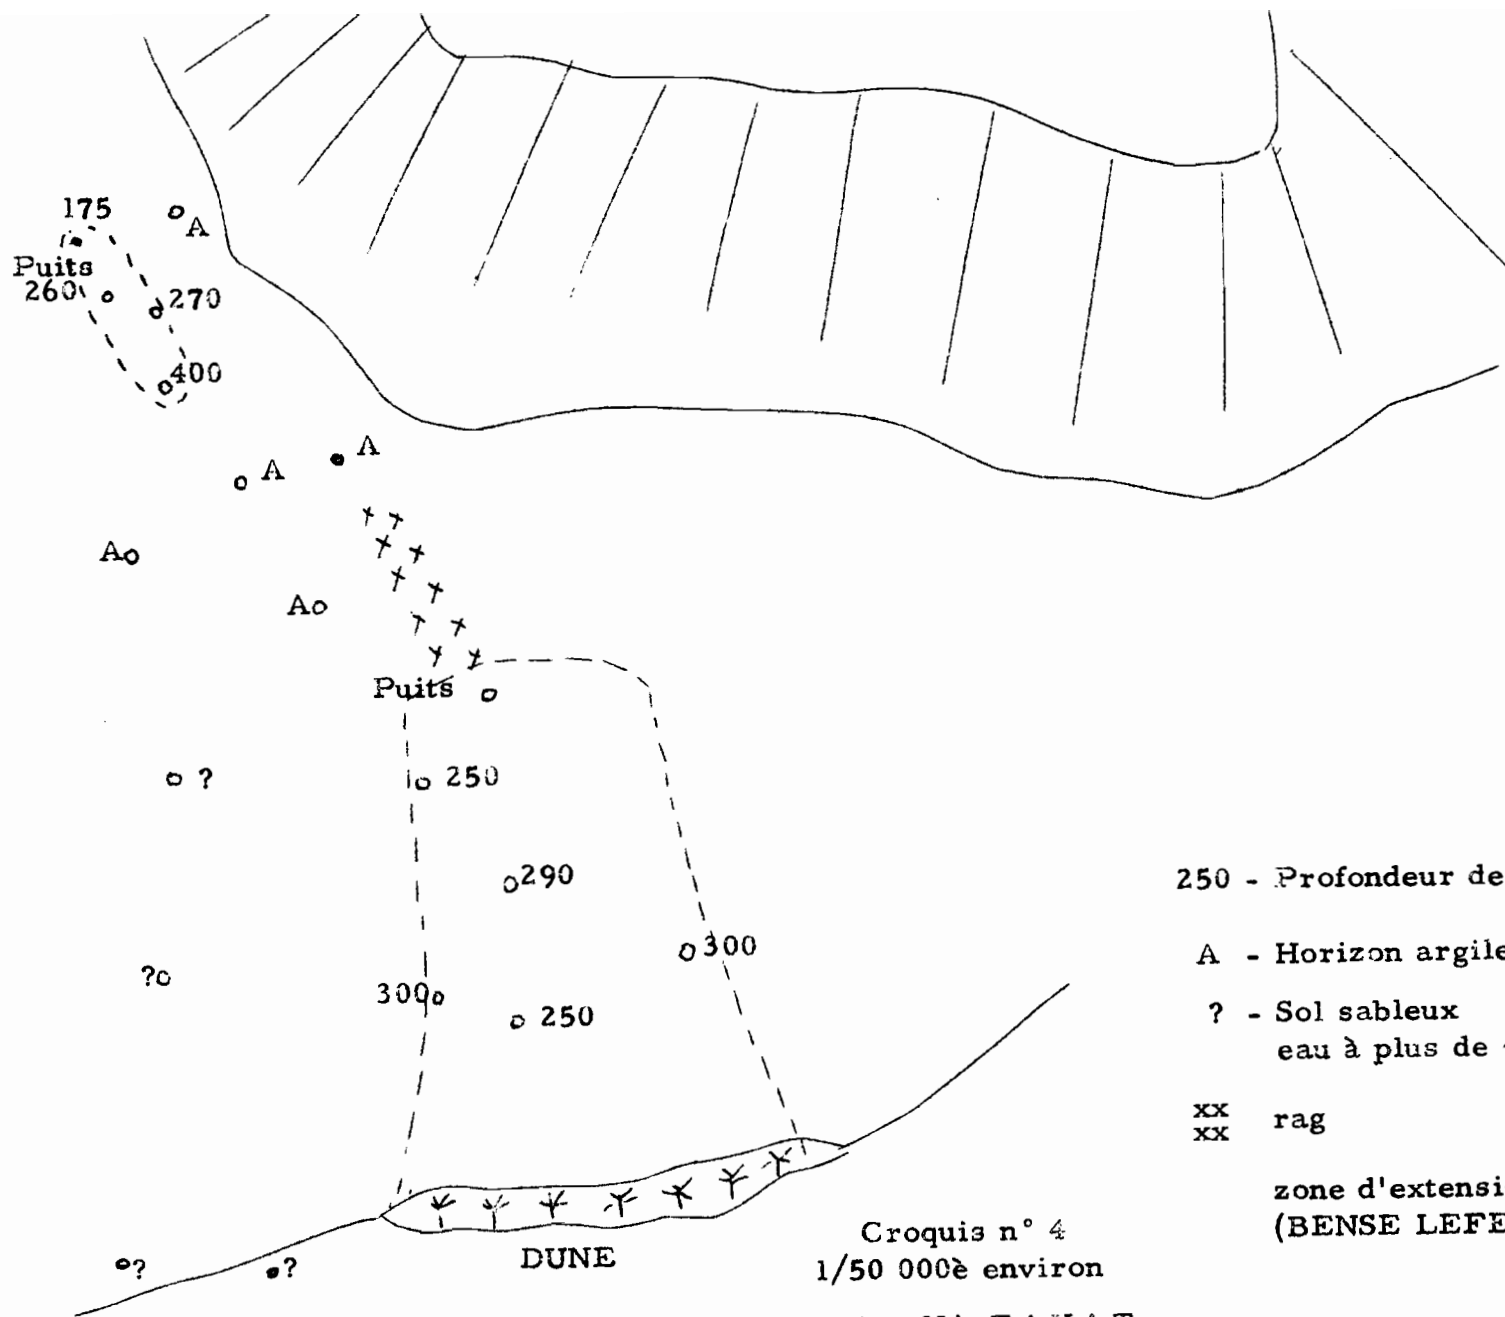 175
A
Puits
260
270
400
A
A
A
A
Puits
?
250
290
300
?
300
250
250 - Profondeur de
A - Horizon argile
? - Sol sableux
eau à plus de
xx
xx rag
zone d'extensi
(BENSE LEFE
DUNE
?
?
Croquis n° 4
1/50 000è environ